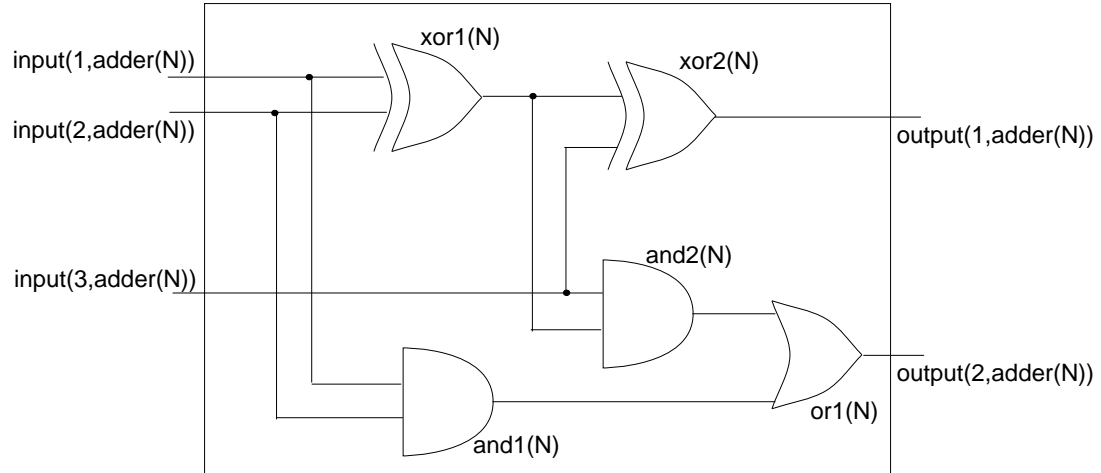 xor1(N)
input(1,adder(N))
xor2(N)
input(2,adder(N))
output(1,adder(N))
and2(N)
input(3,adder(N))
output(2,adder(N))
or1(N)
and1(N)